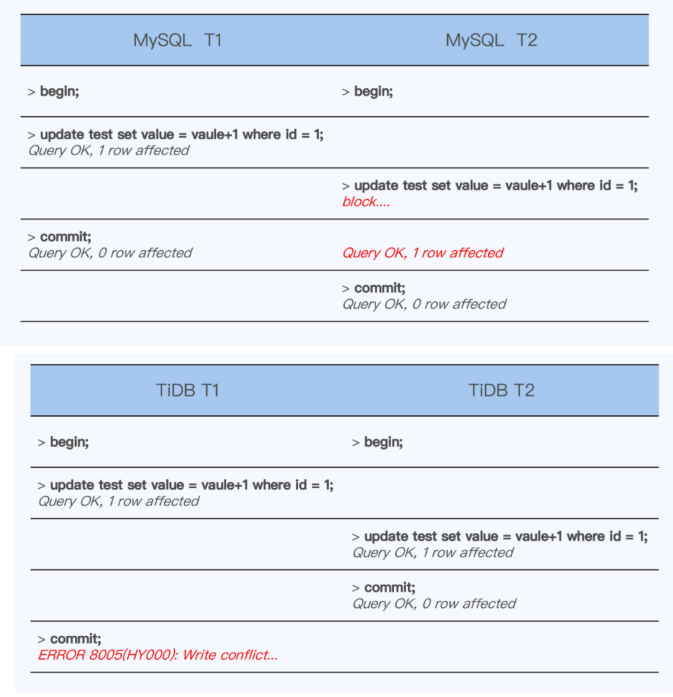 MySQL T1 MySQL T2
> begin; > begin;
> update test set value = vaule+1 where id = 1;
Query OK, 1 row affected
> update test set value = vaule+1 where id = 1;
block....
> commit;
Query OK, 0 row affected Query OK, 1 row affected
> commit;
Query OK, 0 row affected
TiDB T1 TiDB T2
> begin; > begin;
> update test set value = vaule+1 where id = 1;
Query OK, 1 row affected
> update test set value = vaule+1 where id = 1;
Query OK, 1 row affected
> commit;
Query OK, 0 row affected
> commit;
ERROR 8005(HY000): Write conflict...